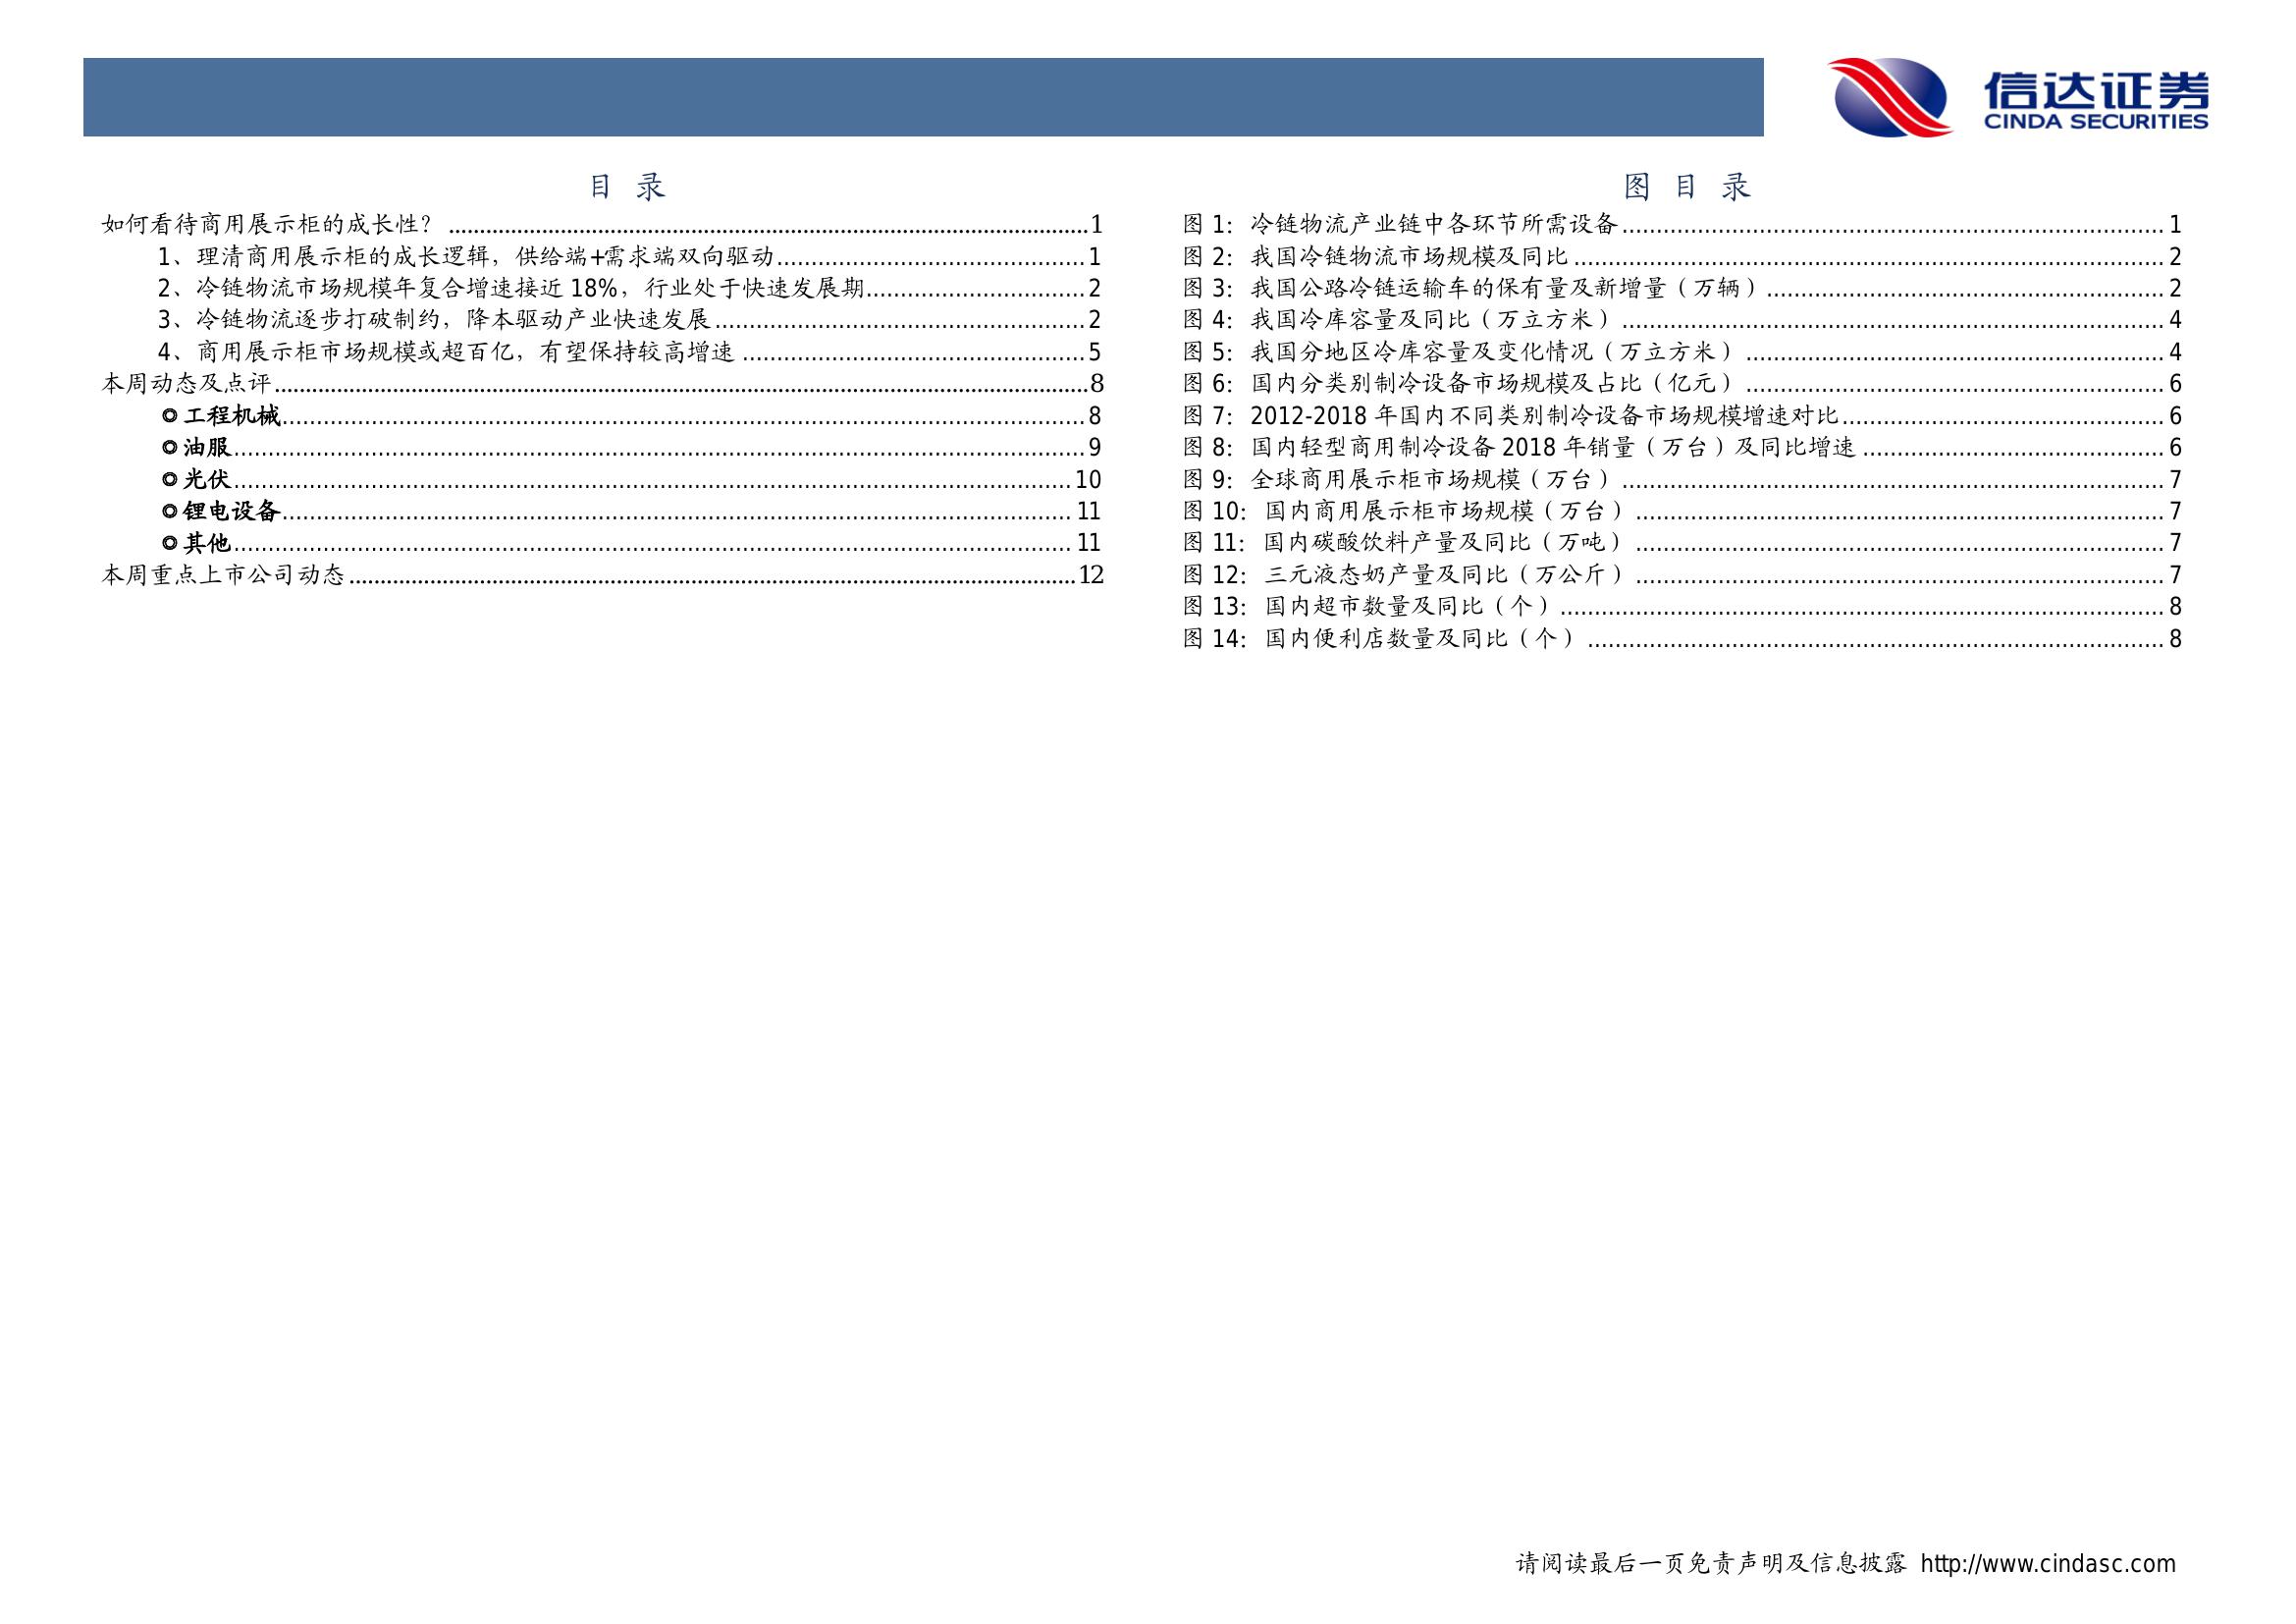 信达证券
CINDA SECURITIES
目 录
如何看待商用展示柜的成长性? ........................................ 1
1、理清商用展示柜的成长逻辑，供给端+需求端双向驱动........................................ 1
2、冷链物流市场规模年复合增速接近 18%，行业处于快速发展期........................................ 2
3、冷链物流逐步打破制约，降本驱动产业快速发展........................................ 2
4、商用展示柜市场规模或超百亿，有望保持较高增速 ........................................ 5
本周动态及点评........................................ 8
◎工程机械........................................ 8
◎油服........................................ 9
◎光伏........................................ 10
◎锂电设备........................................ 11
◎其他........................................ 11
本周重点上市公司动态........................................ 12
图 目 录
图 1：冷链物流产业链中各环节所需设备........................................ 1
图 2：我国冷链物流市场规模及同比 ........................................ 2
图 3：我国公路冷链运输车的保有量及新增量（万辆）........................................ 2
图 4：我国冷库容量及同比（万立方米）........................................ 4
图 5：我国分地区冷库容量及变化情况（万立方米）........................................ 4
图 6：国内分类别制冷设备市场规模及占比（亿元）........................................ 6
图 7：2012-2018 年国内不同类别制冷设备市场规模增速对比........................................ 6
图 8：国内轻型商用制冷设备 2018 年销量（万台）及同比增速 ........................................ 6
图 9：全球商用展示柜市场规模（万台）........................................ 7
图 10：国内商用展示柜市场规模（万台）........................................ 7
图 11：国内碳酸饮料产量及同比（万吨）........................................ 7
图 12：三元液态奶产量及同比（万公斤）........................................ 7
图 13：国内超市数量及同比（个）........................................ 8
图 14：国内便利店数量及同比（个）........................................ 8
请阅读最后一页免责声明及信息披露 http://www.cindasc.com